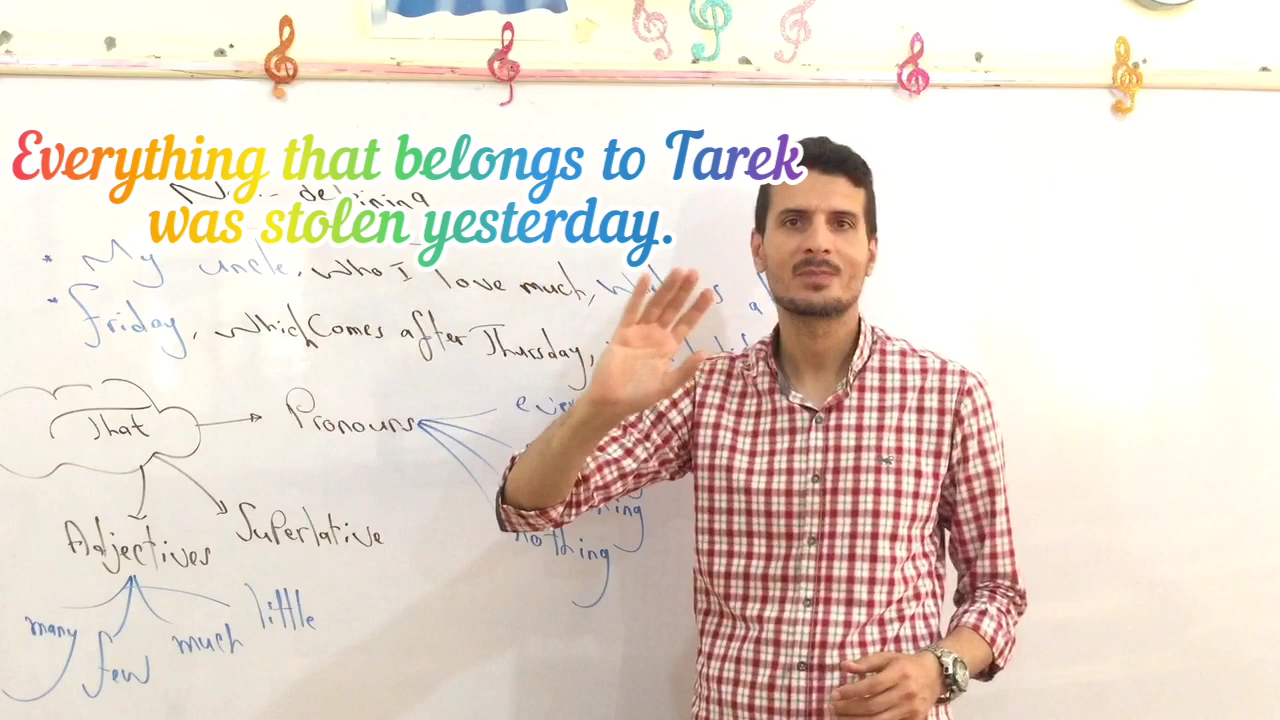 Everything that belongs to Tarek
was stolen yesterday.
defining
* My uncle, who I love much,
* Friday, which Comes after Thursday,
That
Pronouns
nothing
Adjectives
Superlative
many
few
much
little